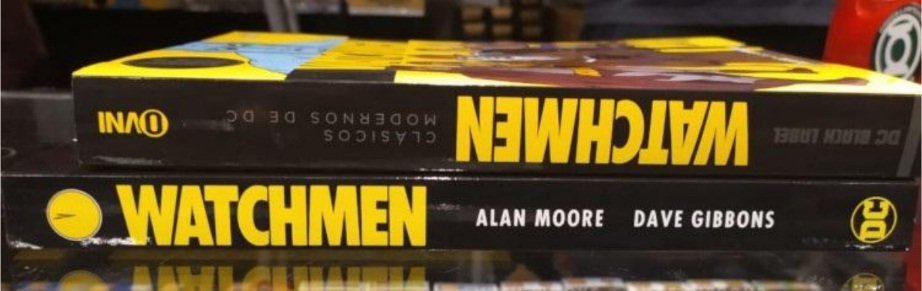 DC BLACK LABEL
WATCHMEN
CLÁSICOS
MODERNOS DE DC
OVNI
WATCHMEN ALAN MOORE DAVE GIBBONS DC